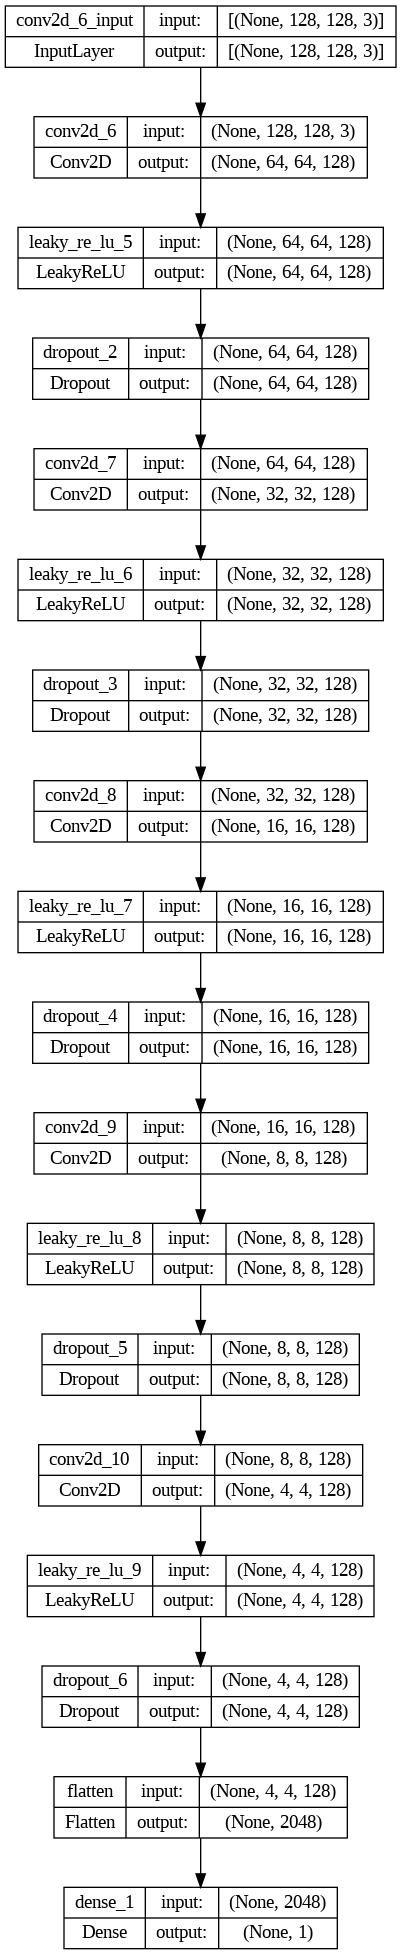 conv2d_6_input input: [(None, 128, 128, 3)]
InputLayer output: [(None, 128, 128, 3)]
conv2d_6 input: (None, 128, 128, 3)
Conv2D output: (None, 64, 64, 128)
leaky_re_lu_5 input: (None, 64, 64, 128)
LeakyReLU output: (None, 64, 64, 128)
dropout_2 input: (None, 64, 64, 128)
Dropout output: (None, 64, 64, 128)
conv2d_7 input: (None, 64, 64, 128)
Conv2D output: (None, 32, 32, 128)
leaky_re_lu_6 input: (None, 32, 32, 128)
LeakyReLU output: (None, 32, 32, 128)
dropout_3 input: (None, 32, 32, 128)
Dropout output: (None, 32, 32, 128)
conv2d_8 input: (None, 32, 32, 128)
Conv2D output: (None, 16, 16, 128)
leaky_re_lu_7 input: (None, 16, 16, 128)
LeakyReLU output: (None, 16, 16, 128)
dropout_4 input: (None, 16, 16, 128)
Dropout output: (None, 16, 16, 128)
conv2d_9 input: (None, 16, 16, 128)
Conv2D output: (None, 8, 8, 128)
leaky_re_lu_8 input: (None, 8, 8, 128)
LeakyReLU output: (None, 8, 8, 128)
dropout_5 input: (None, 8, 8, 128)
Dropout output: (None, 8, 8, 128)
conv2d_10 input: (None, 8, 8, 128)
Conv2D output: (None, 4, 4, 128)
leaky_re_lu_9 input: (None, 4, 4, 128)
LeakyReLU output: (None, 4, 4, 128)
dropout_6 input: (None, 4, 4, 128)
Dropout output: (None, 4, 4, 128)
flatten input: (None, 4, 4, 128)
Flatten output: (None, 2048)
dense_1 input: (None, 2048)
Dense output: (None, 1)